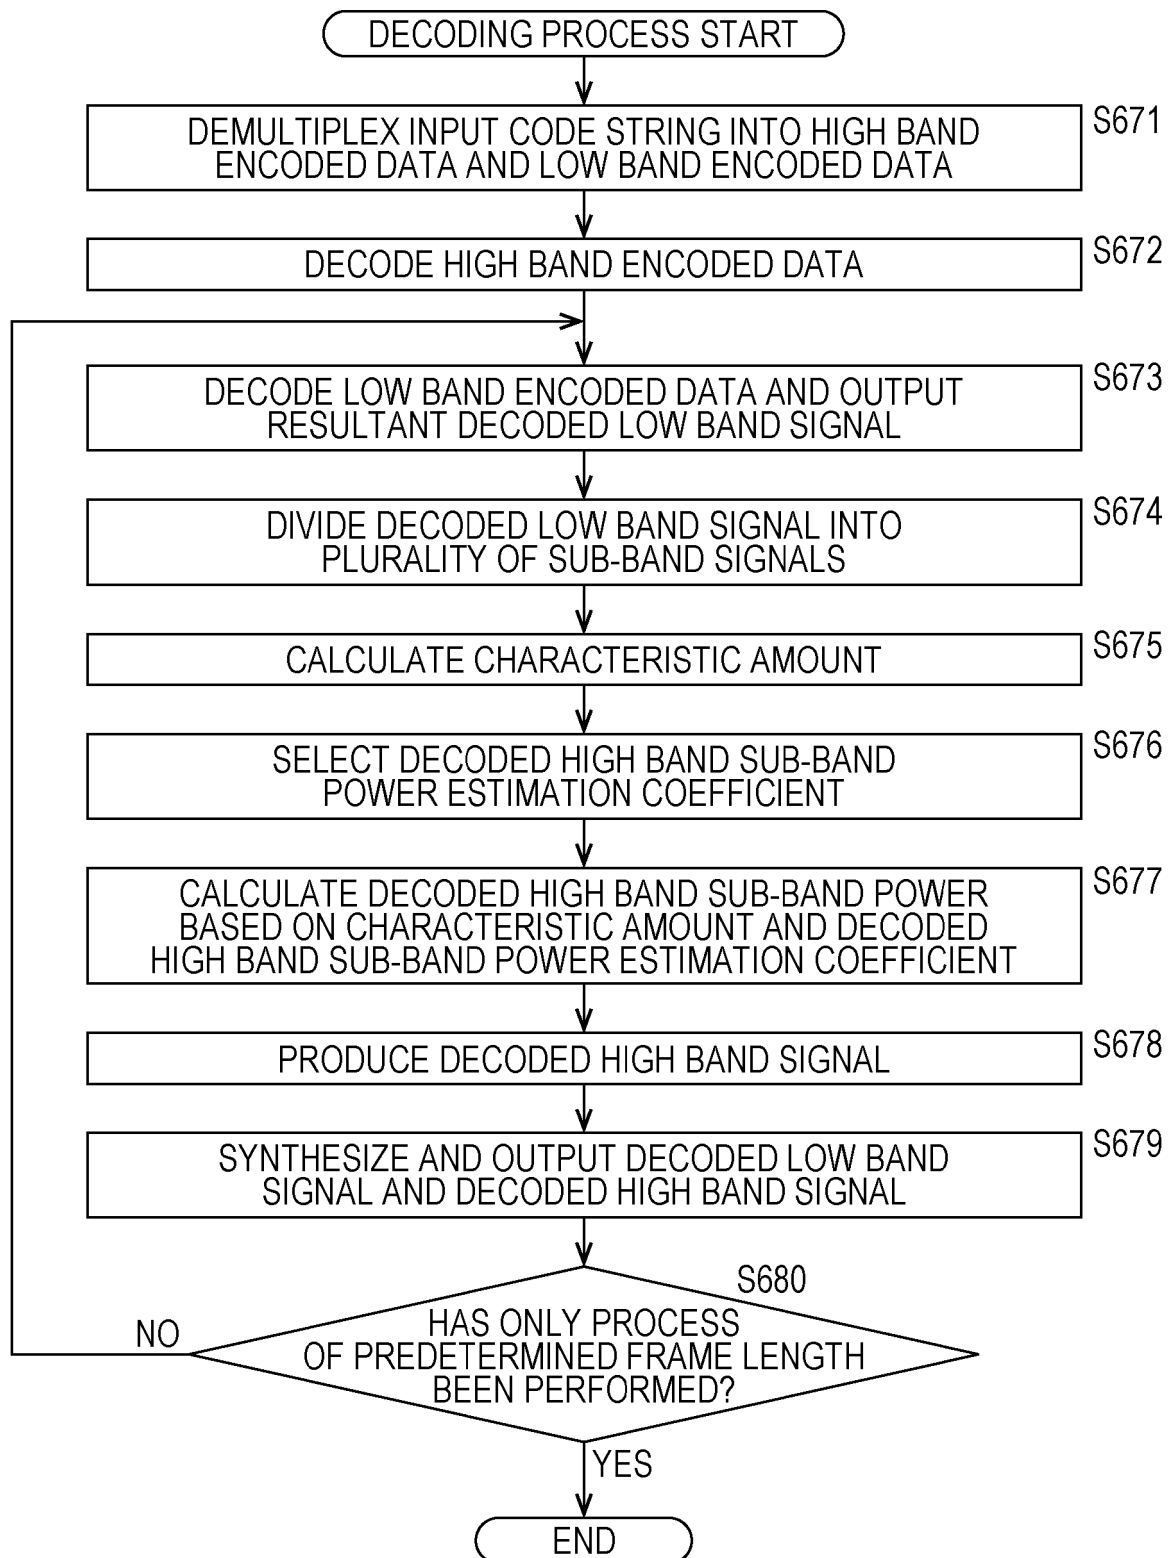 DECODING PROCESS START
S671
DEMULTIPLEX INPUT CODE STRING INTO HIGH BAND
ENCODED DATA AND LOW BAND ENCODED DATA
S672
DECODE HIGH BAND ENCODED DATA
S673
DECODE LOW BAND ENCODED DATA AND OUTPUT
RESULTANT DECODED LOW BAND SIGNAL
S674
DIVIDE DECODED LOW BAND SIGNAL INTO
PLURALITY OF SUB-BAND SIGNALS
S675
CALCULATE CHARACTERISTIC AMOUNT
S676
SELECT DECODED HIGH BAND SUB-BAND
POWER ESTIMATION COEFFICIENT
S677
CALCULATE DECODED HIGH BAND SUB-BAND POWER
BASED ON CHARACTERISTIC AMOUNT AND DECODED
HIGH BAND SUB-BAND POWER ESTIMATION COEFFICIENT
S678
PRODUCE DECODED HIGH BAND SIGNAL
S679
SYNTHESIZE AND OUTPUT DECODED LOW BAND
SIGNAL AND DECODED HIGH BAND SIGNAL
S680
HAS ONLY PROCESS
OF PREDETERMINED FRAME LENGTH
BEEN PERFORMED?
NO
YES
END